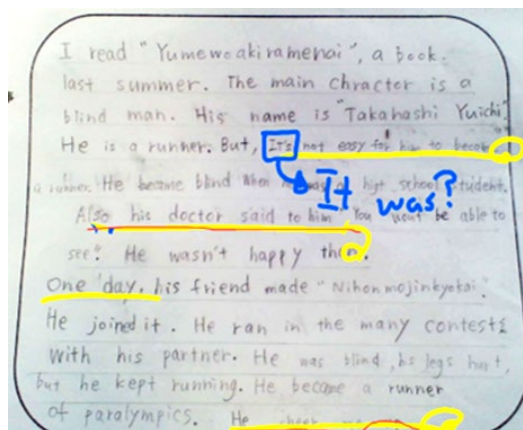 I read "Yumewoakiramenai", a book.
last summer. The main chractor is a
blind man. His name is "Takahashi Yuichi".
He is a runner. But, It's not easy for him to become
a runner. He became blind when he was a high school student.
It was?
Also his doctor said to him "You won't be able to
see". He wasn't happy then.
One day, his friend made "Nihonmojinkyokai".
He joined it. He ran in the many contests
with his partner. He was blind, his legs hurt,
but he kept running. He became a runner
of paralympics. He